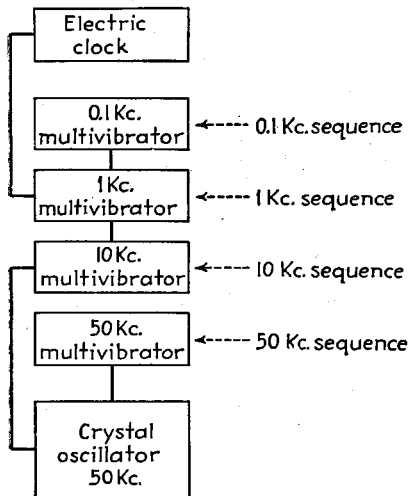 Electric
clock
0.1 Kc.
multivibrator
0.1 Kc. sequence
1 Kc.
multivibrator
1 Kc. sequence
10 Kc.
multivibrator
10 Kc. sequence
50 Kc.
multivibrator
50 Kc. sequence
Crystal
oscillator
50 Kc.